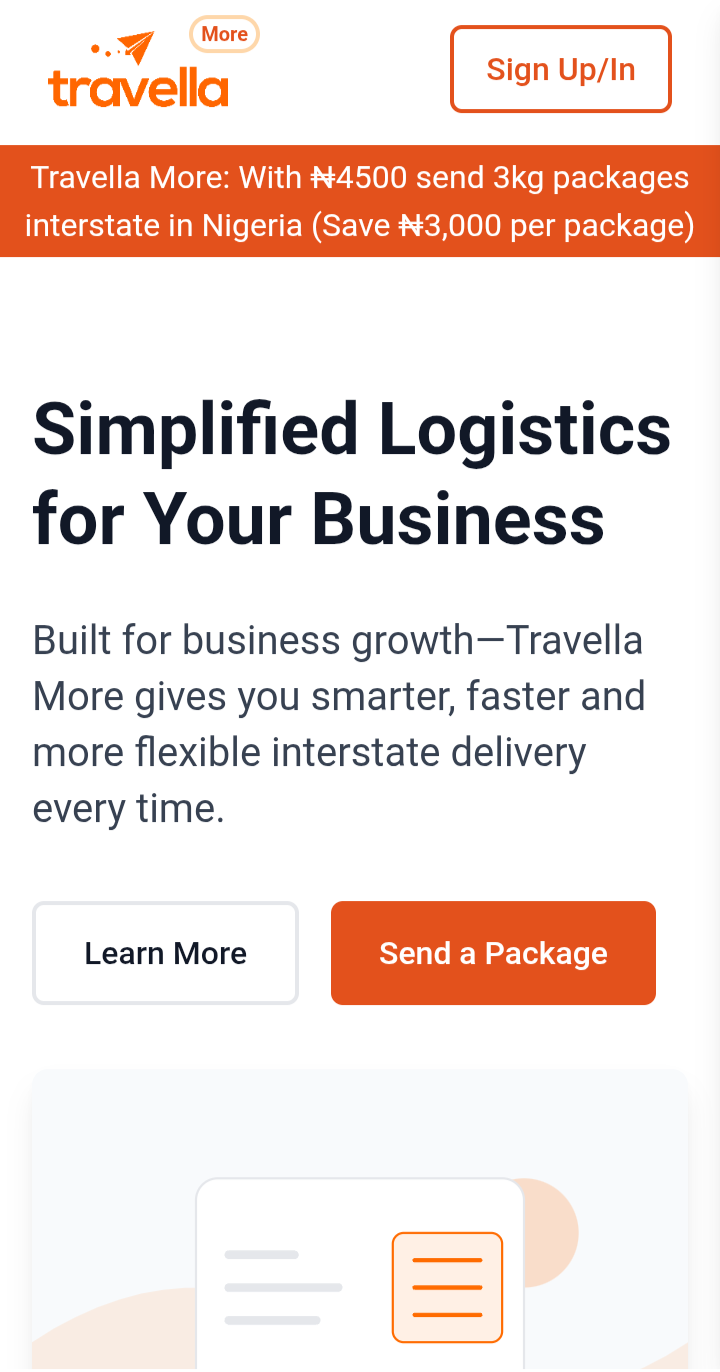 More
travella
Sign Up/In
Travella More: With ₦4500 send 3kg packages
interstate in Nigeria (Save ₦3,000 per package)
Simplified Logistics
for Your Business
Built for business growth—Travella
More gives you smarter, faster and
more flexible interstate delivery
every time.
Learn More
Send a Package